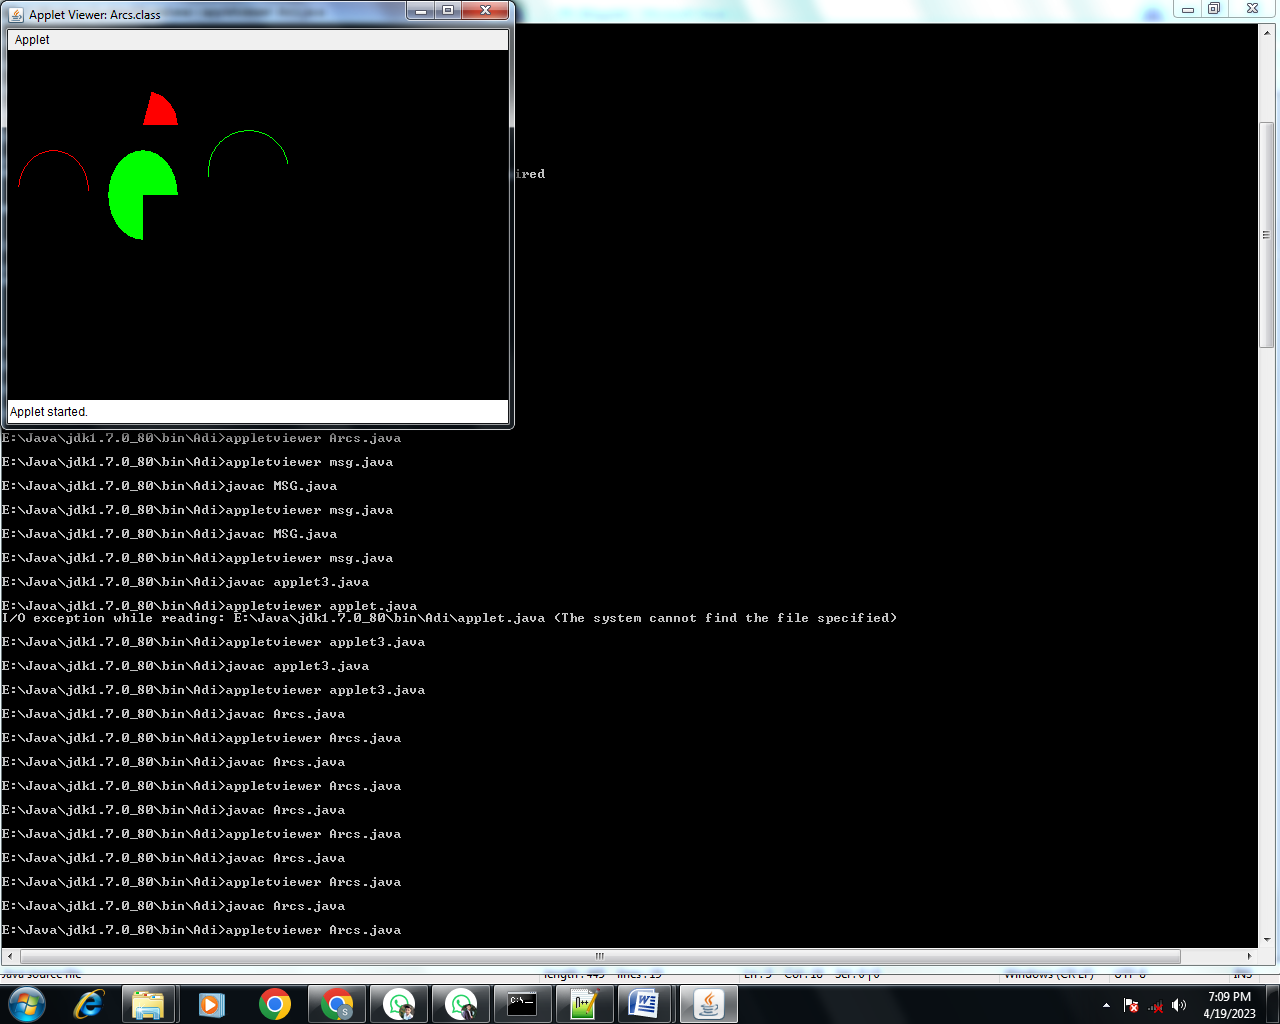 Applet Viewer: Arcs.class
Applet
ired
Applet started.
E:\Java\jdk1.7.0_80\bin\Adi>appletviewer Arcs.java
E:\Java\jdk1.7.0_80\bin\Adi>appletviewer msg.java
E:\Java\jdk1.7.0_80\bin\Adi>javac MSG.java
E:\Java\jdk1.7.0_80\bin\Adi>appletviewer msg.java
E:\Java\jdk1.7.0_80\bin\Adi>javac MSG.java
E:\Java\jdk1.7.0_80\bin\Adi>appletviewer msg.java
E:\Java\jdk1.7.0_80\bin\Adi>javac applet3.java
E:\Java\jdk1.7.0_80\bin\Adi>appletviewer applet.java
I/O exception while reading: E:\Java\jdk1.7.0_80\bin\Adi\applet.java (The system cannot find the file specified)
E:\Java\jdk1.7.0_80\bin\Adi>appletviewer applet3.java
E:\Java\jdk1.7.0_80\bin\Adi>javac applet3.java
E:\Java\jdk1.7.0_80\bin\Adi>appletviewer applet3.java
E:\Java\jdk1.7.0_80\bin\Adi>javac Arcs.java
E:\Java\jdk1.7.0_80\bin\Adi>appletviewer Arcs.java
E:\Java\jdk1.7.0_80\bin\Adi>javac Arcs.java
E:\Java\jdk1.7.0_80\bin\Adi>appletviewer Arcs.java
E:\Java\jdk1.7.0_80\bin\Adi>javac Arcs.java
E:\Java\jdk1.7.0_80\bin\Adi>appletviewer Arcs.java
E:\Java\jdk1.7.0_80\bin\Adi>javac Arcs.java
E:\Java\jdk1.7.0_80\bin\Adi>appletviewer Arcs.java
E:\Java\jdk1.7.0_80\bin\Adi>javac Arcs.java
E:\Java\jdk1.7.0_80\bin\Adi>appletviewer Arcs.java
7:09 PM
4/19/2023